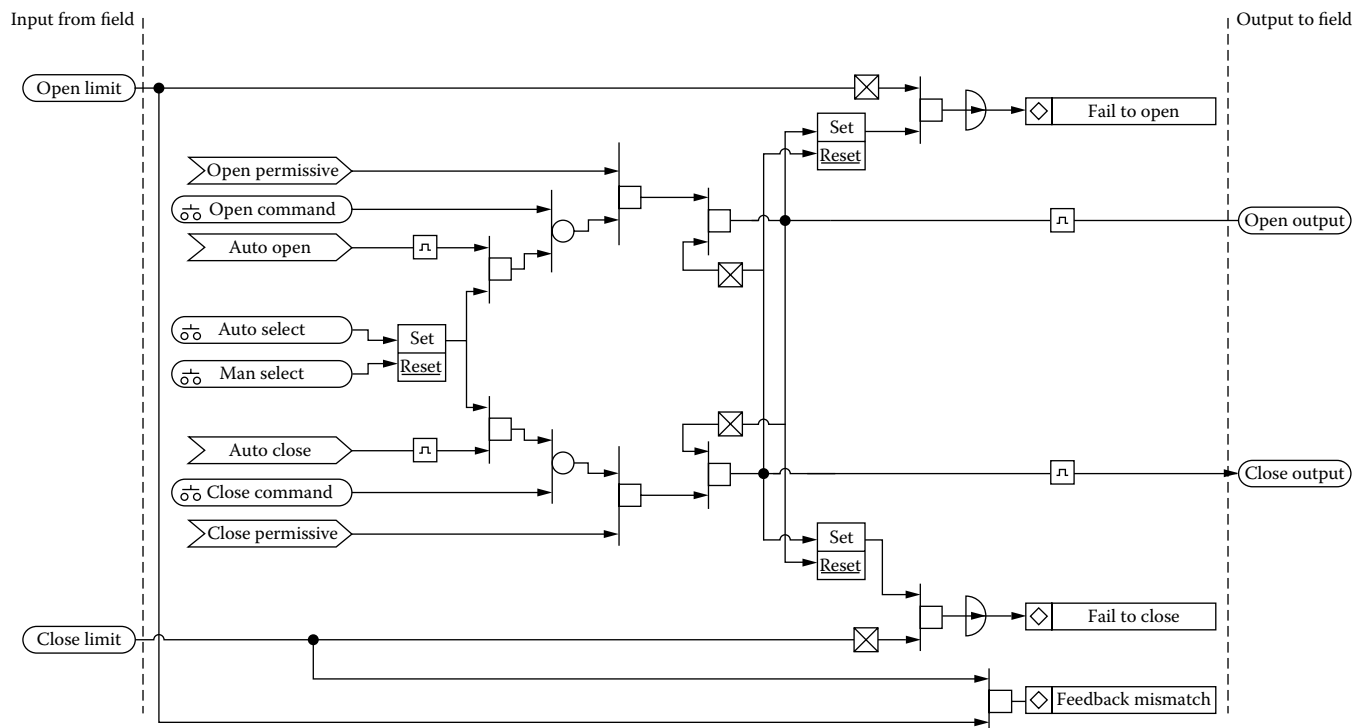 Input from field
Output to field
Open limit
Fail to open
Set
Reset
Open permissive
Open command
Open output
Auto open
Auto select
Set
Man select
Reset
Auto close
Close output
Close command
Close permissive
Set
Reset
Fail to close
Close limit
Feedback mismatch